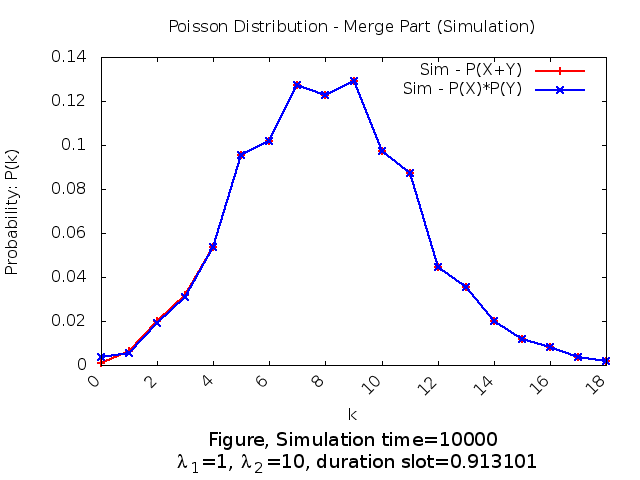 Poisson Distribution - Merge Part (Simulation)
Sim - P(X+Y)
Sim - P(X)*P(Y)
Probability: P(k)
0.14
0.12
0.1
0.08
0.06
0.04
0.02
0
0 2 4 6 8 10 12 14 16 18
k
Figure, Simulation time=10000
λ1=1, λ2=10, duration slot=0.913101